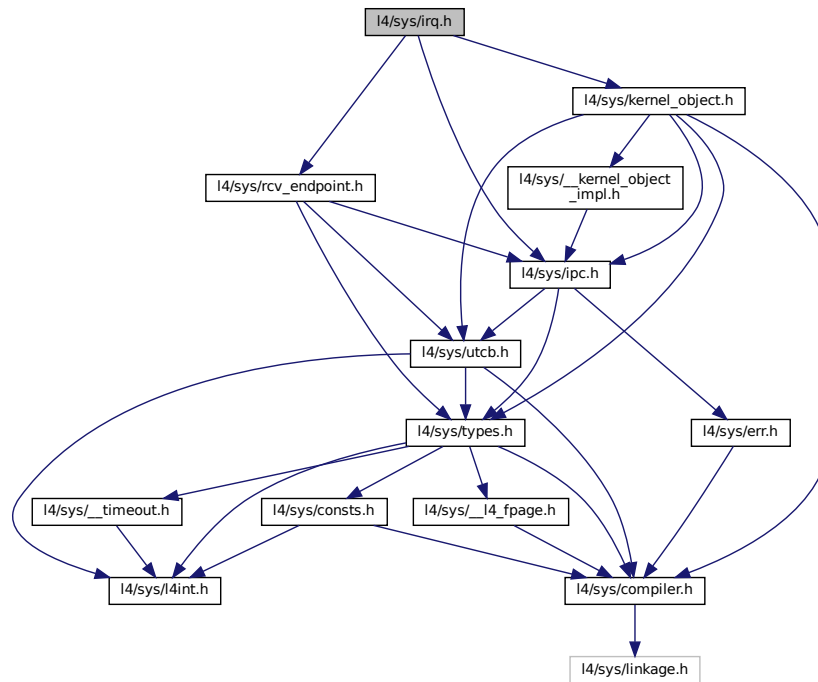 l4/sys/irq.h
l4/sys/kernel_object.h
l4/sys/rcv_endpoint.h
l4/sys/__kernel_object
_impl.h
l4/sys/ipc.h
l4/sys/utcb.h
l4/sys/types.h
l4/sys/err.h
l4/sys/__timeout.h
l4/sys/consts.h
l4/sys/__l4_fpage.h
l4/sys/l4int.h
l4/sys/compiler.h
l4/sys/linkage.h